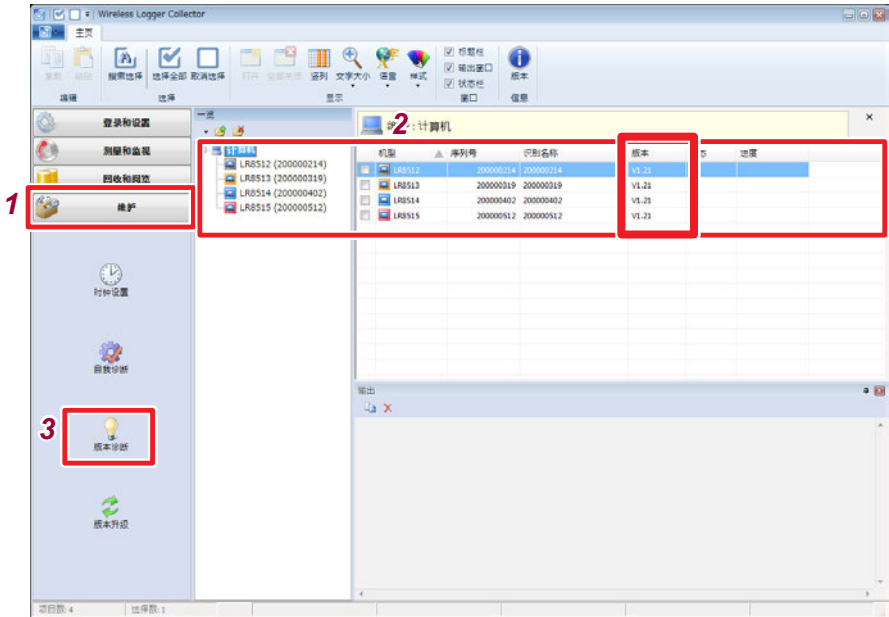 Wireless Logger Collector
主页
复制 粘贴 搜索选择 选择全部 取消选择 打开 全部关闭 竖列 文字大小 语言 样式 版本
标题栏
输出窗口
状态栏
编辑 选择 显示 窗口 信息
登录和设置
测量和监视
回收和阅览
1 维护
时钟设置
自我诊断
3 版本诊断
版本升级
一览
计算机
LR8512 (200000214)
LR8513 (200000319)
LR8514 (200000402)
LR8515 (200000512)
2
: 计算机
机型 序列号 识别名称 版本 进度
LR8512 200000214 200000214 V1.21
LR8513 200000319 200000319 V1.21
LR8514 200000402 200000402 V1.21
LR8515 200000512 200000512 V1.21
输出
项目数: 4 选择数: 1